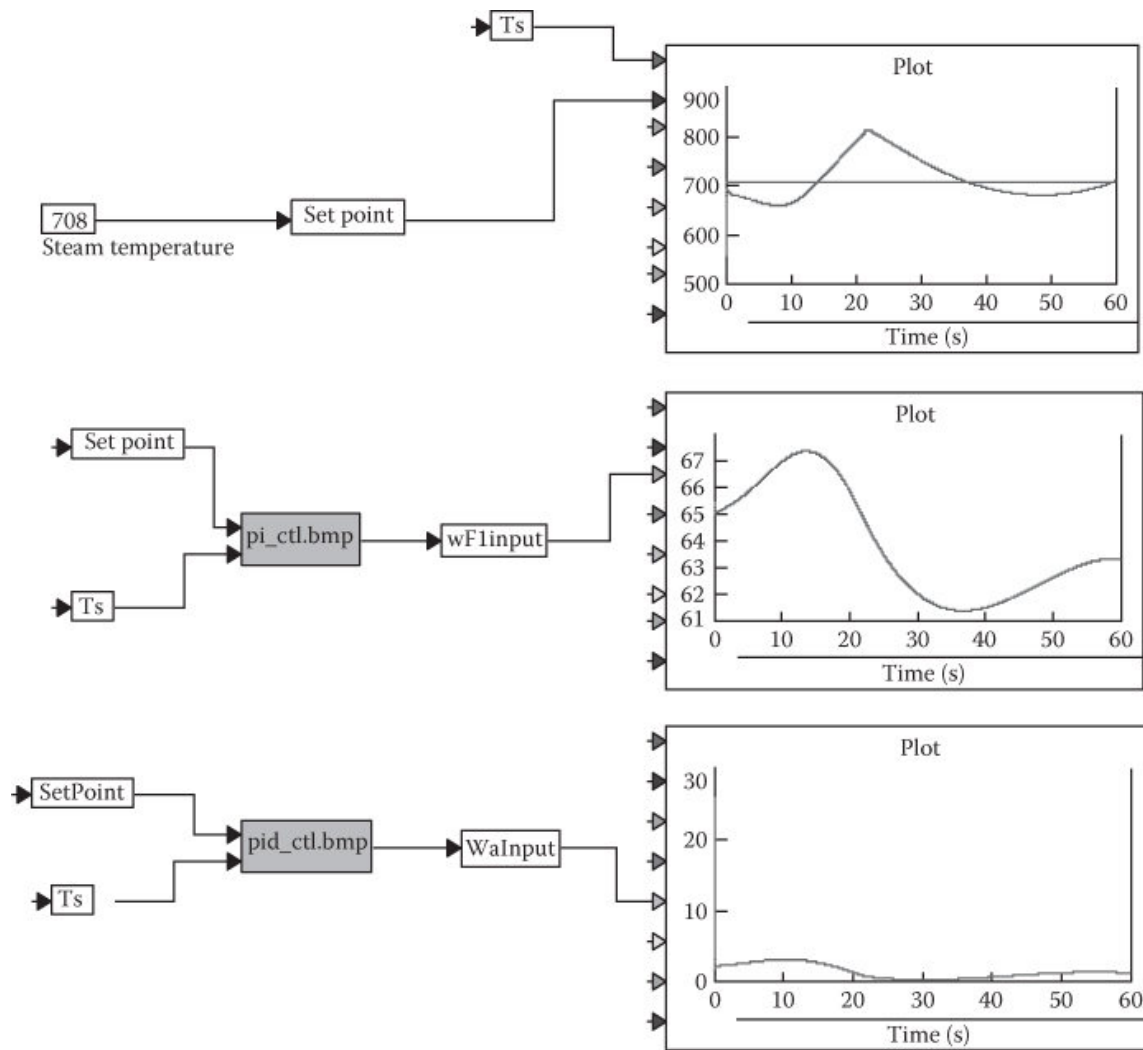 Ts
Plot
900
800
700
600
500
0 10 20 30 40 50 60
Time (s)
708
Set point
Steam temperature
Plot
67
66
65
64
63
62
61
0 10 20 30 40 50 60
Time (s)
Set point
pi_ctl.bmp
wF1input
Ts
Plot
30
20
10
0
0 10 20 30 40 50 60
Time (s)
SetPoint
pid_ctl.bmp
WaInput
Ts